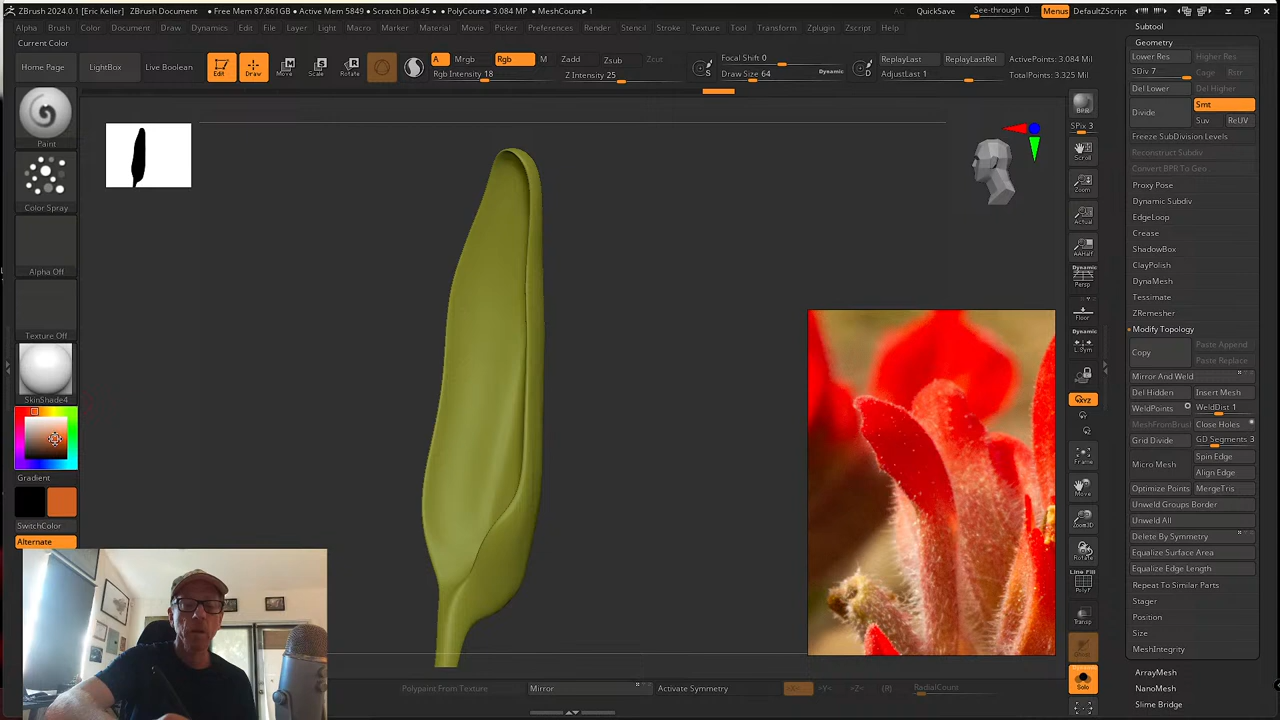 ZBrush 2024.0.1 [Eric Keller] ZBrush Document • Free Mem 87.861GB • Active Mem 5849 • Scratch Disk 45 • PolyCount▸3.084 MP • MeshCount▸1 AC QuickSave See-through 0 Menus DefaultZScript
Alpha Brush Color Document Draw Dynamics Edit File Layer Light Macro Marker Material Movie Picker Preferences Render Stencil Stroke Texture Tool Transform Zplugin Zscript Help
Current Color
Home Page LightBox Live Boolean Edit Draw Move Scale Rotate
A Mrgb Rgb M Zadd Zsub Zcut
Rgb Intensity 18 Z Intensity 25
S Focal Shift 0
Draw Size 64 Dynamic
D ReplayLast ReplayLastRel
AdjustLast 1
ActivePoints: 3.084 Mil
TotalPoints: 3.325 Mil
Paint
Color Spray
Alpha Off
Texture Off
SkinShade4
Gradient
SwitchColor
Alternate
BPR
SPix 3
Scroll
Zoom
Actual
AAHalf
Dynamic
Persp
Floor
Dynamic
L.Sym
XYZ
Frame
Move
Zoom3D
Rotate
Line Fill
PolyF
Transp
Solo
Subtool
Geometry
Lower Res Higher Res
SDiv 7 Cage Rstr
Del Lower Del Higher
Divide Smt
Suv ReUV
Freeze SubDivision Levels
Reconstruct Subdiv
Convert BPR To Geo
Proxy Pose
Dynamic Subdiv
EdgeLoop
Crease
ShadowBox
ClayPolish
DynaMesh
Tessimate
ZRemesher
Modify Topology
Copy Paste Append
Paste Replace
Mirror And Weld
Del Hidden Insert Mesh
WeldPoints WeldDist 1
MeshFromBrus Close Holes
Grid Divide GD Segments 3
Micro Mesh Spin Edge
Align Edge
Optimize Points MergeTris
Unweld Groups Border
Unweld All
Delete By Symmetry
Equalize Surface Area
Equalize Edge Length
Repeat To Similar Parts
Stager
Position
Size
MeshIntegrity
ArrayMesh
NanoMesh
Slime Bridge
Polypaint From Texture Mirror Activate Symmetry >X< >Y< >Z< (R) RadialCount